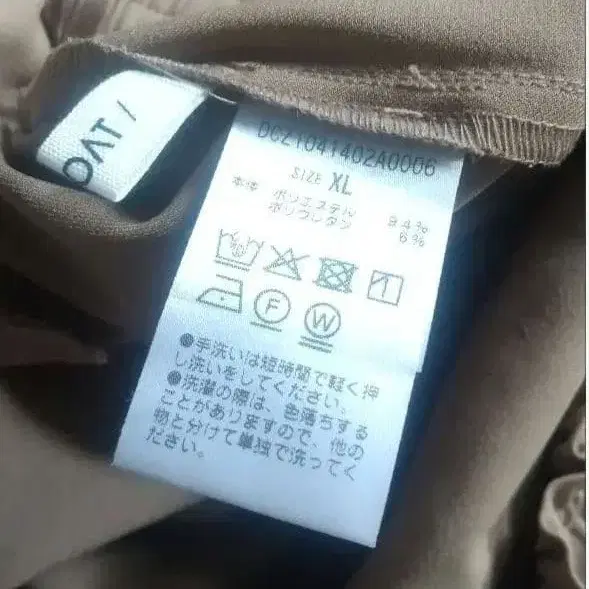 OVT /
DCZ1041402A0006
SIZE XL
本体 ポリエステル 94%
ポリウレタン 6%
F W
●手洗いは短時間で軽く押
し洗いをしてください。
●洗濯の際は、色落ちする
ことがありますので、他の
物と分けて単独で洗ってく
ださい。